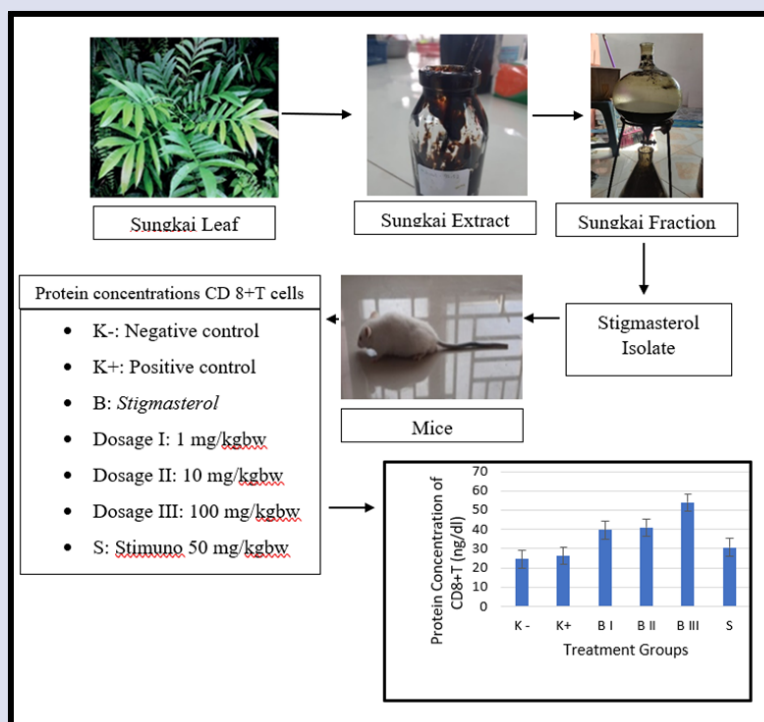 Sungkai Leaf
Sungkai Extract
Sungkai Fraction
Stigmasterol
Isolate
Mice
Protein concentrations CD 8+T cells
• K-: Negative control
• K+: Positive control
• B: Stigmasterol
• Dosage I: 1 mg/kgbw
• Dosage II: 10 mg/kgbw
• Dosage III: 100 mg/kgbw
• S: Stimuno 50 mg/kgbw
Protein Concentration of
CD8+T (ng/dl)
70
60
50
40
30
20
10
0
K - K+ B I B II B III S
Treatment Groups